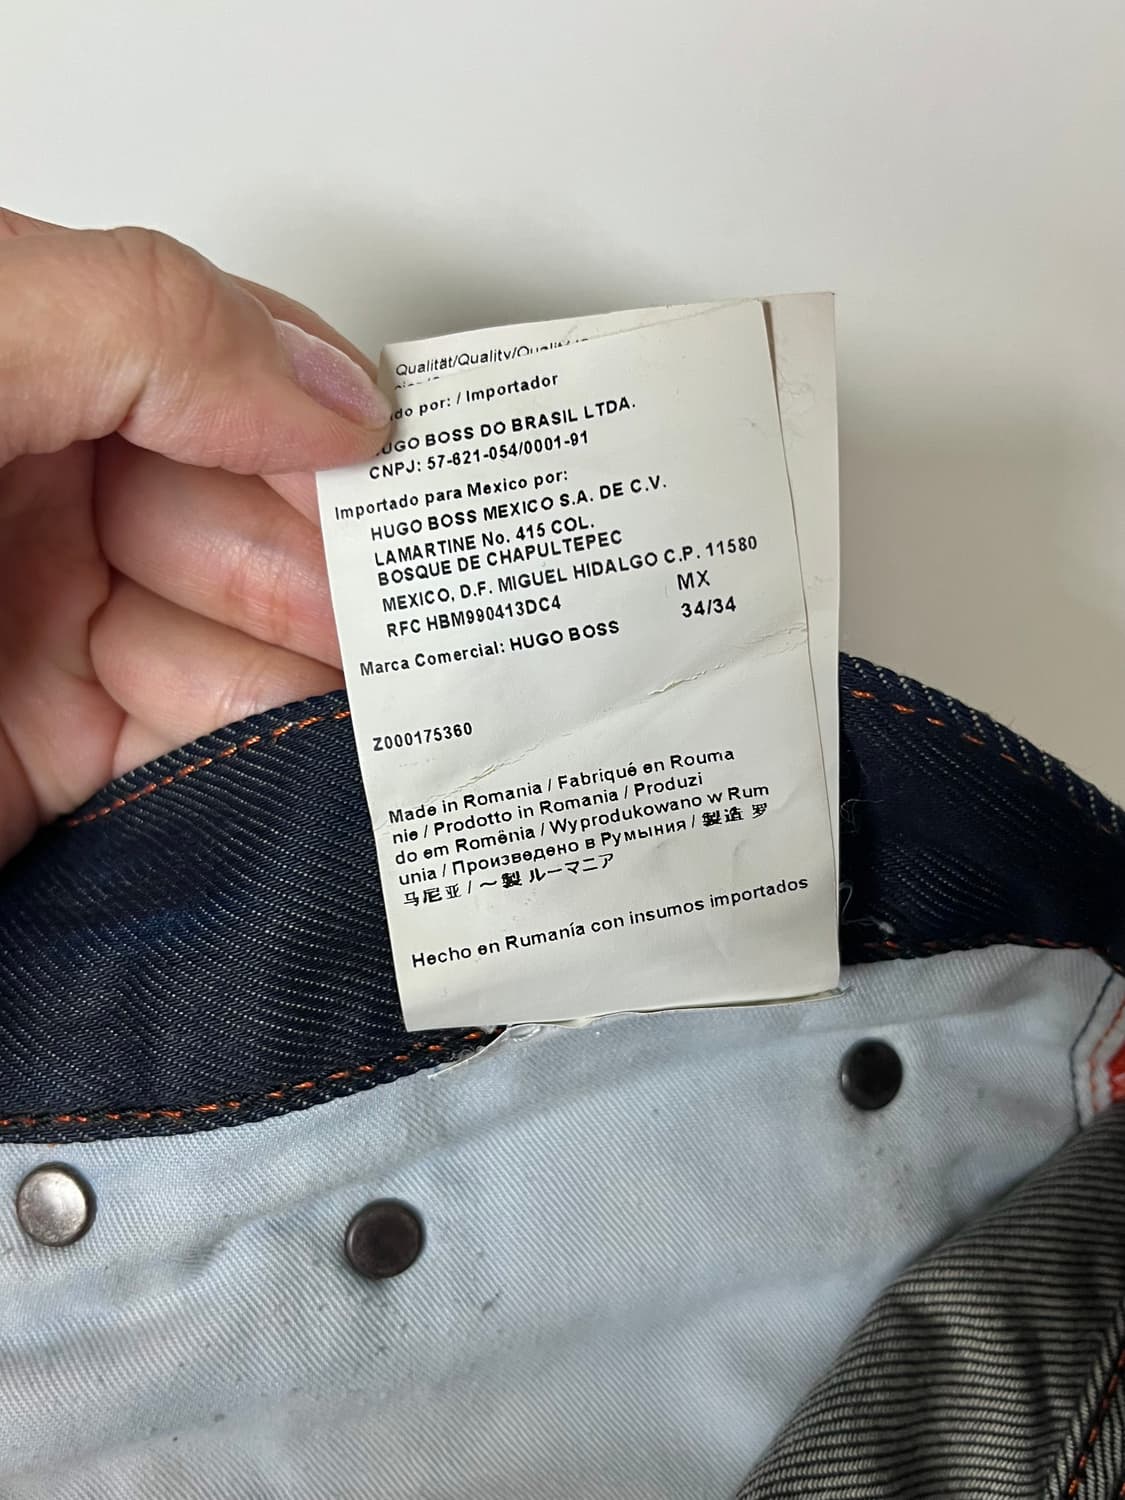 Qualität/Quality/
do por: / Importador
HUGO BOSS DO BRASIL LTDA.
CNPJ: 57-621-054/0001-91
Importado para Mexico por:
HUGO BOSS MEXICO S.A. DE C.V.
LAMARTINE No. 415 COL.
BOSQUE DE CHAPULTEPEC
MEXICO, D.F. MIGUEL HIDALGO C.P. 11580
RFC HBM990413DC4 MX
Marca Comercial: HUGO BOSS 34/34
Z000175360
Made in Romania / Fabriqué en Rouma
nie / Prodotto in Romania / Produzi
do em Romênia / Wyprodukowano w Rum
unia / Произведено в Румыния / 製造 罗
马尼亚 / ～製 ルーマニア
Hecho en Rumanía con insumos importados